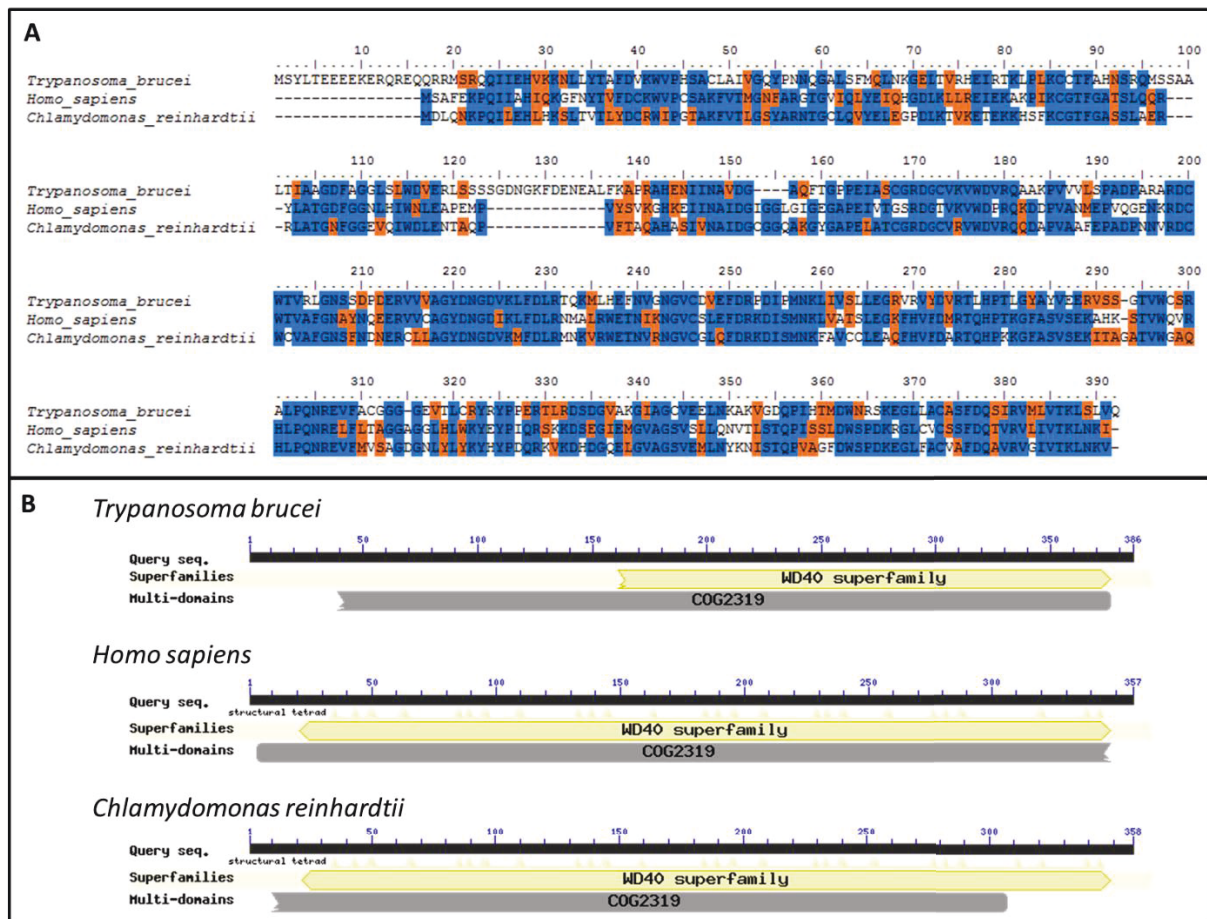 A
10 20 30 40 50 60 70 80 90 100
Trypanosoma_brucei MSYLTEEEEKERQREQQRRMSRQQIIEHVKKNLLYTAFDVKWVPHSACLAIVGQYPNNQGALSFMQLNKGELTVRHEIRTKLPLKCCTFAHNSRQMSSAA
Homo_sapiens ----------------MSAFEKPQIIAHIQKGFNYTVFDCKWVPCSAKFVTMGNFARGTGVIQLYEIQHGDLKLLREIEKAKPIKCGTFGATSLQQR---
Chlamydomonas_reinhardtii ----------------MDLQNKPQILEHLHKSLTVTLYDCRWIPGTAKFVTLGSYARNTGCLQVYELEGPDLKTVKETEKKHSFKCGTFGASSLAER---
110 120 130 140 150 160 170 180 190 200
Trypanosoma_brucei LTIAAGDFAGGLSLWDVERLSSSSGDNGKFDENEALFKAPRAHENIINAVDG----AQFTGPPEIASCGRDGCVKVWDVRQAAKPVVVLSPADPARARDC
Homo_sapiens -YLATGDFGGNLHIWNLEAPEMP-------------VYSVKGHKEIINAIDGIGGLGIGEGAPEIVTGSRDGTVKVWDPRQKDDPVANMEPVQGENKRDC
Chlamydomonas_reinhardtii -RLATGNFGGEVQIWDLENTAQP-------------VFTAQAHASIVNAIDGCGGQAKGYGAPELATCGRDGCVRVWDVRQQDAPVAAFEPADPNNVRDC
210 220 230 240 250 260 270 280 290 300
Trypanosoma_brucei WTVRLGNSSDPDERVVVAGYDNGDVKLFDLRTQKMLHEFNVGNGVCDVEFDRPDIPMNKLIVSLLEGRVRVYDVRTLHPTLGYAYVEERVSS-GTVWCSR
Homo_sapiens WTVAFGNAYNQEERVVCAGYDNGDIKLFDLRNMALRWETNIKNGVCSLEFDRKDISMNKLVATSLEGKFHVFDMRTQHPTKGFASVSEKAHK-STVWQVR
Chlamydomonas_reinhardtii WCVAFGNSFNDNERCLLAGYDNGDVKMFDLRMNKVRWETNVRNGVCGLQFDRKDISMNKFAVCCLEAQFHVFDARTQHPKKGFASVSEKITAGATVWGAQ
310 320 330 340 350 360 370 380 390
Trypanosoma_brucei ALPQNREVFACGGG-GEVTLCRYRYPPERTLRDSDGVAKGIAGCVEELNKAKVGDQPIHTMDWNRSKEGLLACASFDQSIRVMLVTKLSLVQ
Homo_sapiens HLPQNRELFLTAGGAGGLHLWKYEYPIQRSKKDSEGIEMGVAGSVSLLQNVTLSTQPISSLDWSPDKRGLCVCSSFDQTVRVLIVTKLNKI-
Chlamydomonas_reinhardtii HLPQNREVFMVSAGDGNLYLYKYHYPDQRKVKDHDGQELGVAGSVEMLNYKNISTQPVAGFDWSPDKEGLFACVAFDQAVRVGIVTKLNKV-
B
Trypanosoma brucei
1 50 100 150 200 250 300 350 386
Query seq.
Superfamilies WD40 superfamily
Multi-domains COG2319
Homo sapiens
1 50 100 150 200 250 300 357
Query seq.
structural tetrad
Superfamilies WD40 superfamily
Multi-domains COG2319
Chlamydomonas reinhardtii
1 50 100 150 200 250 300 358
Query seq.
structural tetrad
Superfamilies WD40 superfamily
Multi-domains COG2319